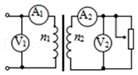 A₁ A₂
V₁ n₁ n₂ V₂